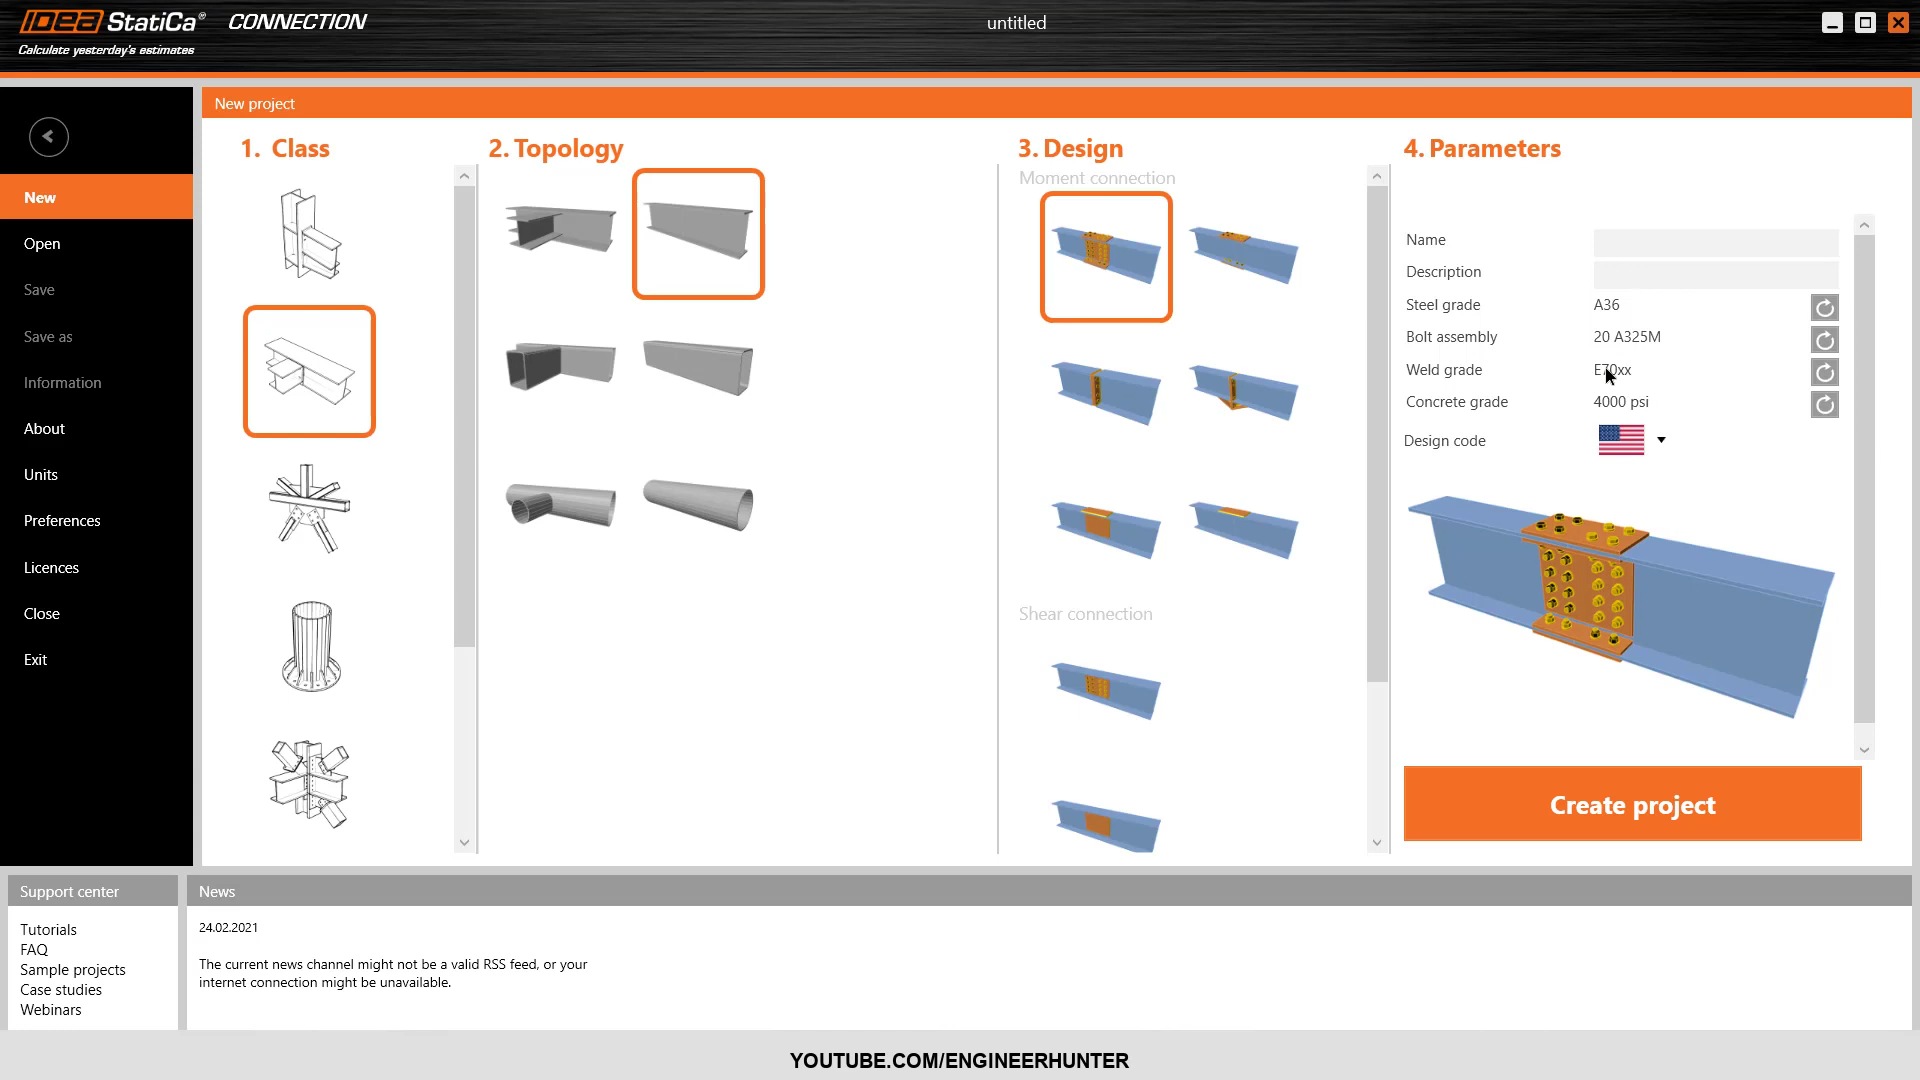 IDEA StatiCa® CONNECTION
Calculate yesterday's estimates
untitled
New
Open
Save
Save as
Information
About
Units
Preferences
Licences
Close
Exit
New project
1. Class
2. Topology
3. Design
Moment connection
Shear connection
4. Parameters
Name
Description
Steel grade A36
Bolt assembly 20 A325M
Weld grade E70xx
Concrete grade 4000 psi
Design code
Create project
Support center
Tutorials
FAQ
Sample projects
Case studies
Webinars
News
24.02.2021
The current news channel might not be a valid RSS feed, or your
internet connection might be unavailable.
YOUTUBE.COM/ENGINEERHUNTER